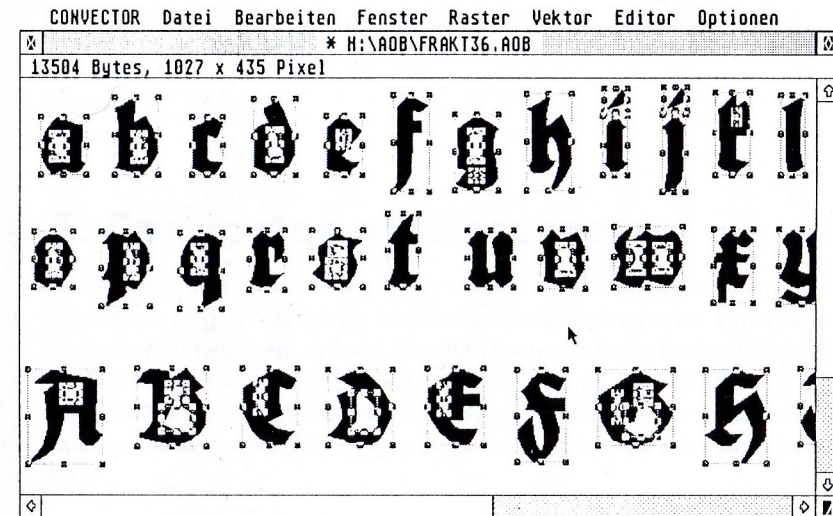 CONVECTOR Datei Bearbeiten Fenster Raster Vektor Editor Optionen
* H:\AOB\FRAKT36.AOB
13504 Bytes, 1027 x 435 Pixel
a b c d e f g h i j k l
o p q r s t u v w x y
A B C D E F G H